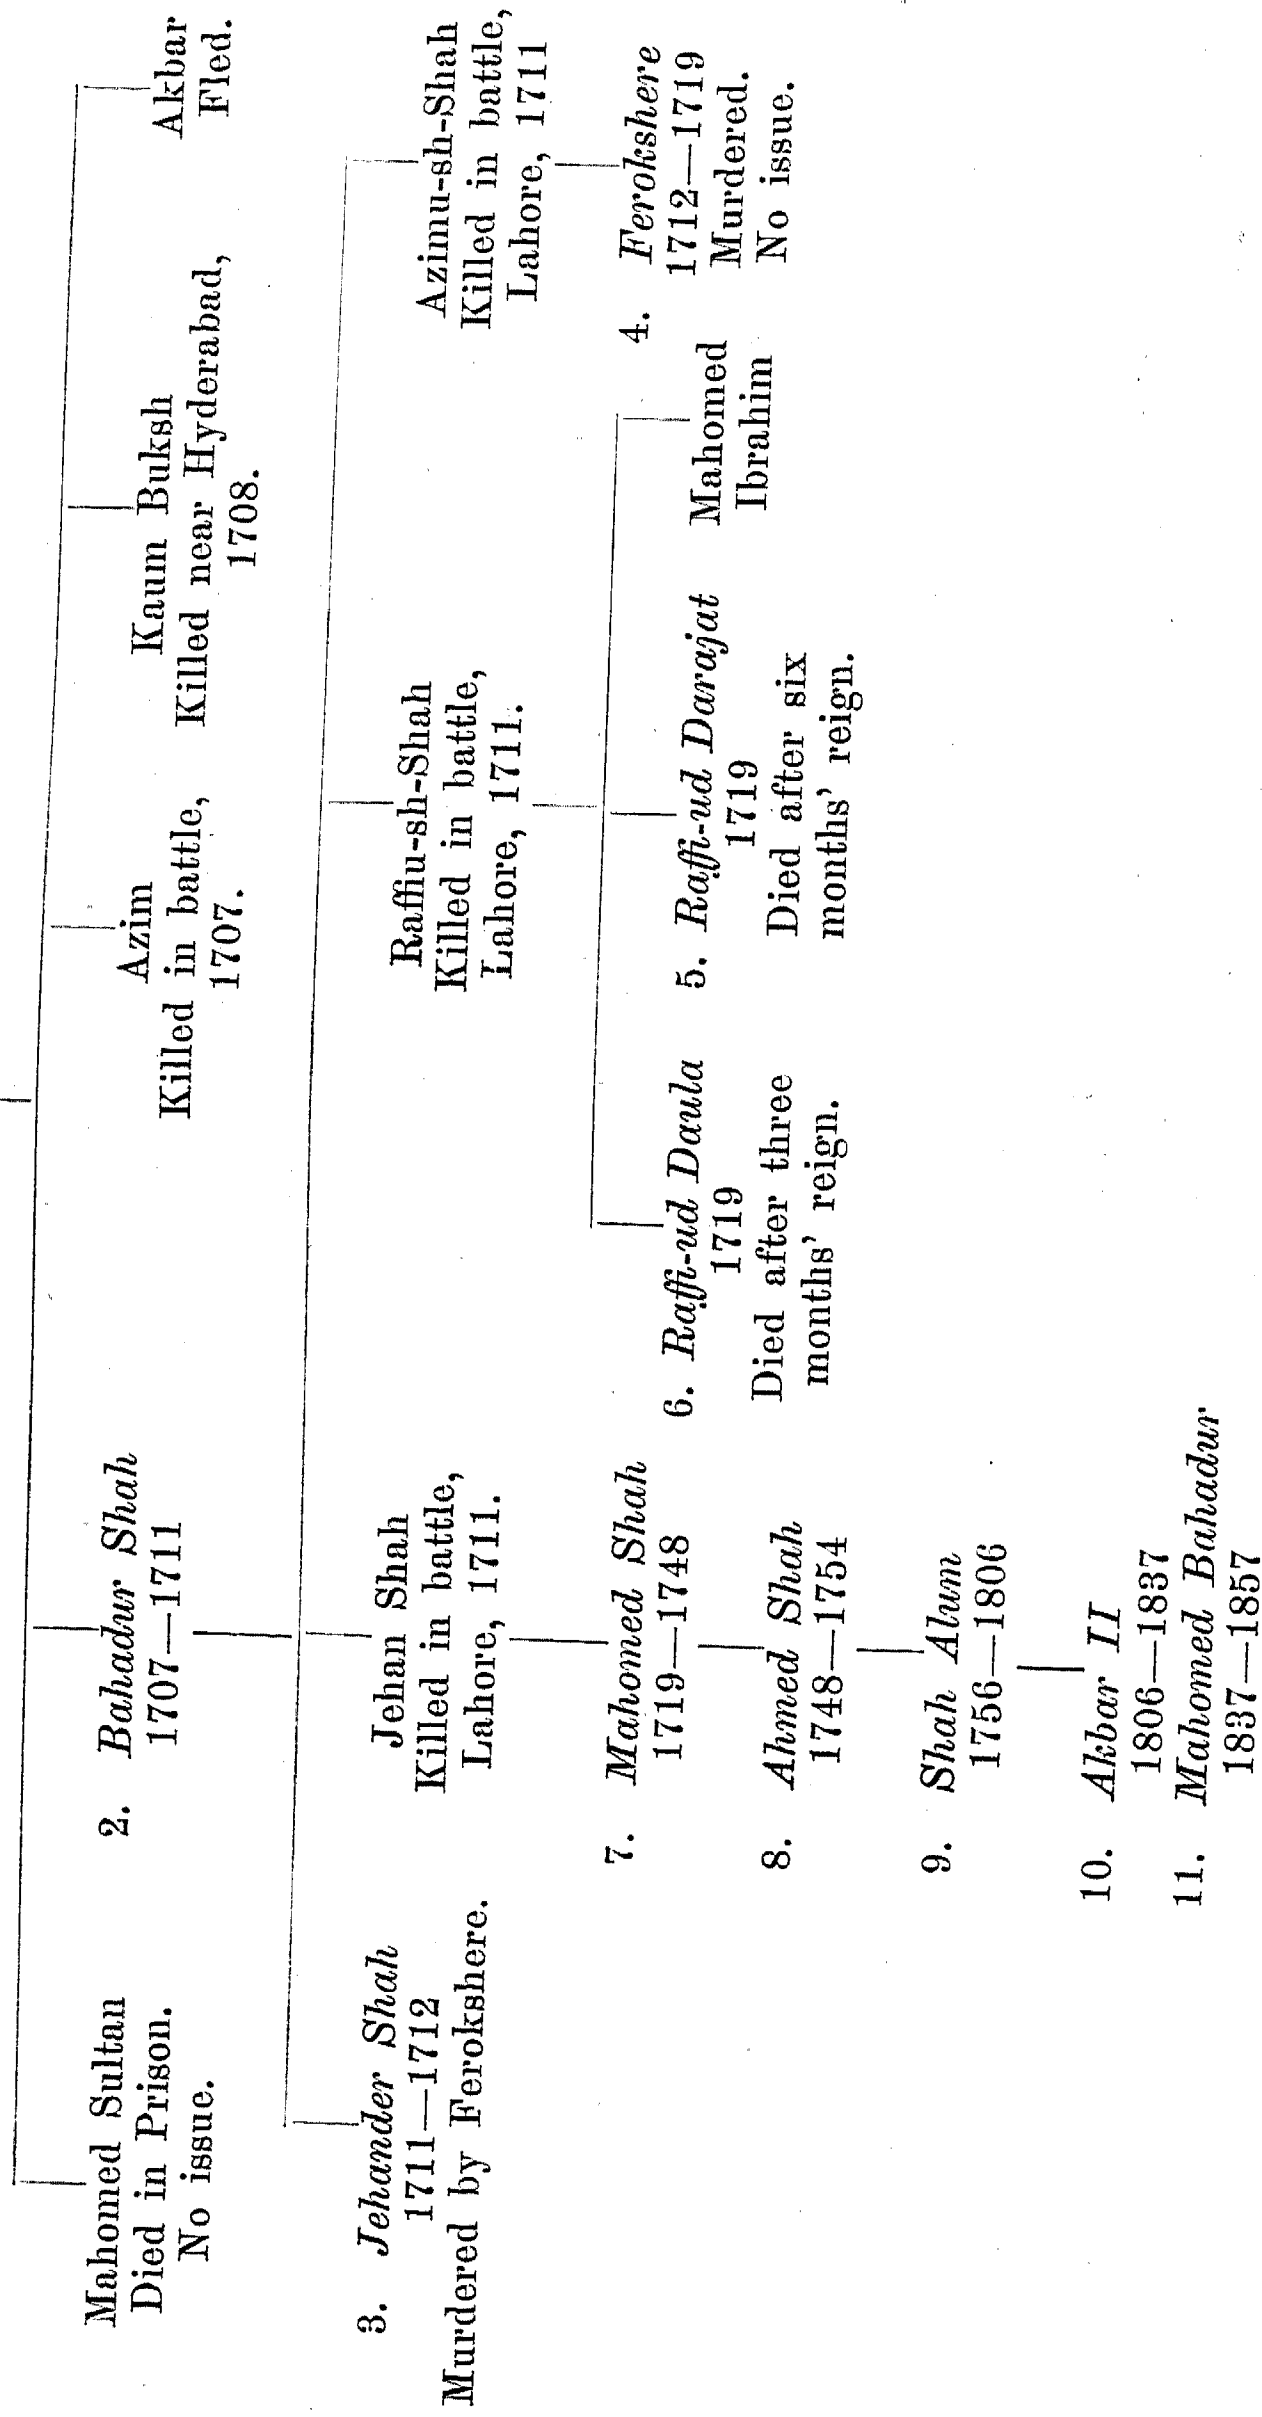 Mahomed Sultan
Died in Prison.
No issue.
2. Bahadur Shah
1707—1711
Azim
Killed in battle,
1707.
Kaum Buksh
Killed near Hyderabad,
1708.
Akbar
Fled.
3. Jehander Shah
1711—1712
Murdered by Ferokshere.
Jehan Shah
Killed in battle,
Lahore, 1711.
Raffiu-sh-Shah
Killed in battle,
Lahore, 1711.
Azimu-sh-Shah
Killed in battle,
Lahore, 1711
7. Mahomed Shah
1719—1748
6. Raffi-ud Daula
1719
Died after three
months' reign.
5. Raffi-ud Darajat
1719
Died after six
months' reign.
Mahomed
Ibrahim
4. Ferokshere
1712—1719
Murdered.
No issue.
8. Ahmed Shah
1748—1754
9. Shah Alum
1756—1806
10. Akbar II
1806—1837
11. Mahomed Bahadur
1837—1857